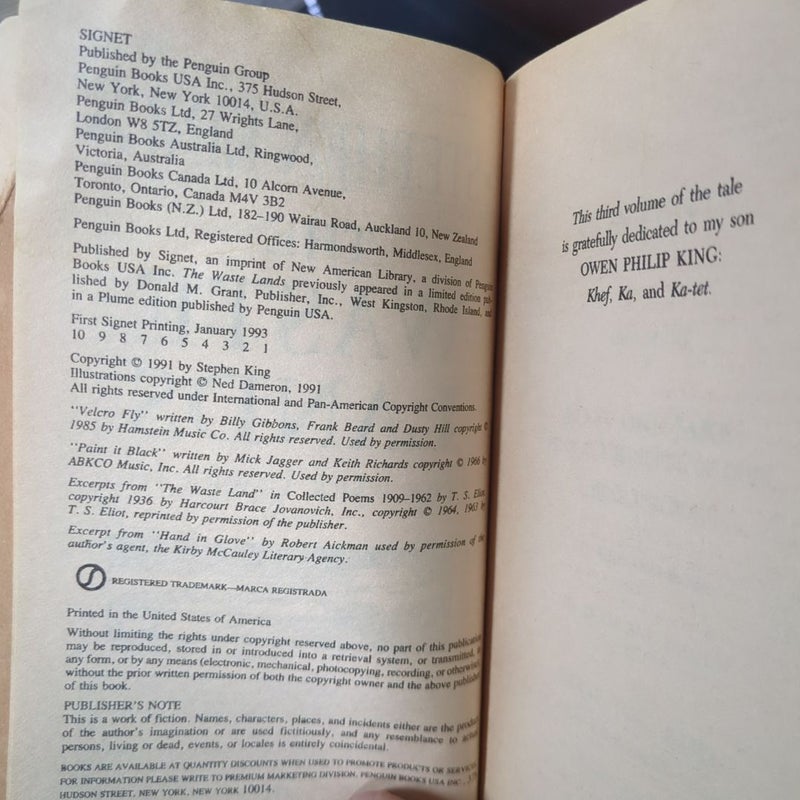 SIGNET
Published by the Penguin Group
Penguin Books USA Inc., 375 Hudson Street,
New York, New York 10014, U.S.A.
Penguin Books Ltd, 27 Wrights Lane,
London W8 5TZ, England
Penguin Books Australia Ltd, Ringwood,
Victoria, Australia
Penguin Books Canada Ltd, 10 Alcorn Avenue,
Toronto, Ontario, Canada M4V 3B2
Penguin Books (N.Z.) Ltd, 182–190 Wairau Road, Auckland 10, New Zealand
Penguin Books Ltd, Registered Offices: Harmondsworth, Middlesex, England
Published by Signet, an imprint of New American Library, a division of Penguin
Books USA Inc. The Waste Lands previously appeared in a limited edition pub-
lished by Donald M. Grant, Publisher, Inc., West Kingston, Rhode Island, and
in a Plume edition published by Penguin USA.
First Signet Printing, January 1993
10 9 8 7 6 5 4 3 2 1
Copyright © 1991 by Stephen King
Illustrations copyright © Ned Dameron, 1991
All rights reserved under International and Pan-American Copyright Conventions.
"Velcro Fly" written by Billy Gibbons, Frank Beard and Dusty Hill copyright ©
1985 by Hamstein Music Co. All rights reserved. Used by permission.
"Paint it Black" written by Mick Jagger and Keith Richards copyright © 1966 by
ABKCO Music, Inc. All rights reserved. Used by permission.
Excerpts from "The Waste Land" in Collected Poems 1909–1962 by T. S. Eliot,
copyright 1936 by Harcourt Brace Jovanovich, Inc., copyright © 1964, 1963 by
T. S. Eliot, reprinted by permission of the publisher.
Excerpt from "Hand in Glove" by Robert Aickman used by permission of the
author's agent, the Kirby McCauley Literary Agency.
REGISTERED TRADEMARK—MARCA REGISTRADA
Printed in the United States of America
Without limiting the rights under copyright reserved above, no part of this publication
may be reproduced, stored in or introduced into a retrieval system, or transmitted, in
any form, or by any means (electronic, mechanical, photocopying, recording, or otherwise),
without the prior written permission of both the copyright owner and the above publisher
of this book.
PUBLISHER'S NOTE
This is a work of fiction. Names, characters, places, and incidents either are the product
of the author's imagination or are used fictitiously, and any resemblance to actual
persons, living or dead, events, or locales is entirely coincidental.
BOOKS ARE AVAILABLE AT QUANTITY DISCOUNTS WHEN USED TO PROMOTE PRODUCTS OR SERVICES.
FOR INFORMATION PLEASE WRITE TO PREMIUM MARKETING DIVISION, PENGUIN BOOKS USA INC., 375
HUDSON STREET, NEW YORK, NEW YORK 10014.
This third volume of the tale
is gratefully dedicated to my son
OWEN PHILIP KING:
Khef, Ka, and Ka-tet.